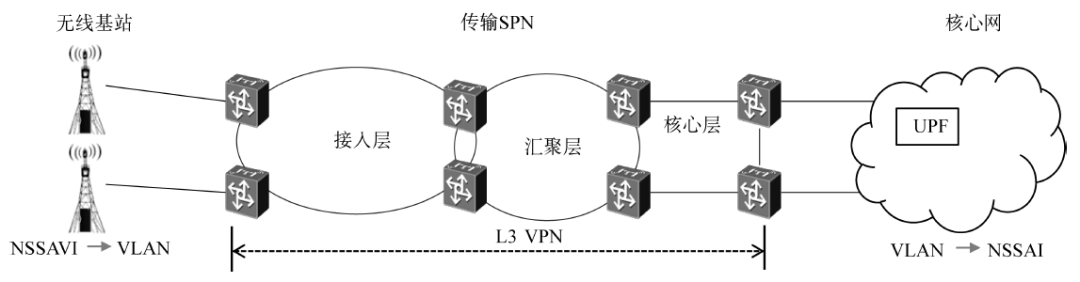 无线基站
传输SPN
核心网
接入层
汇聚层
核心层
UPF
L3 VPN
NSSAVI → VLAN
VLAN → NSSAI